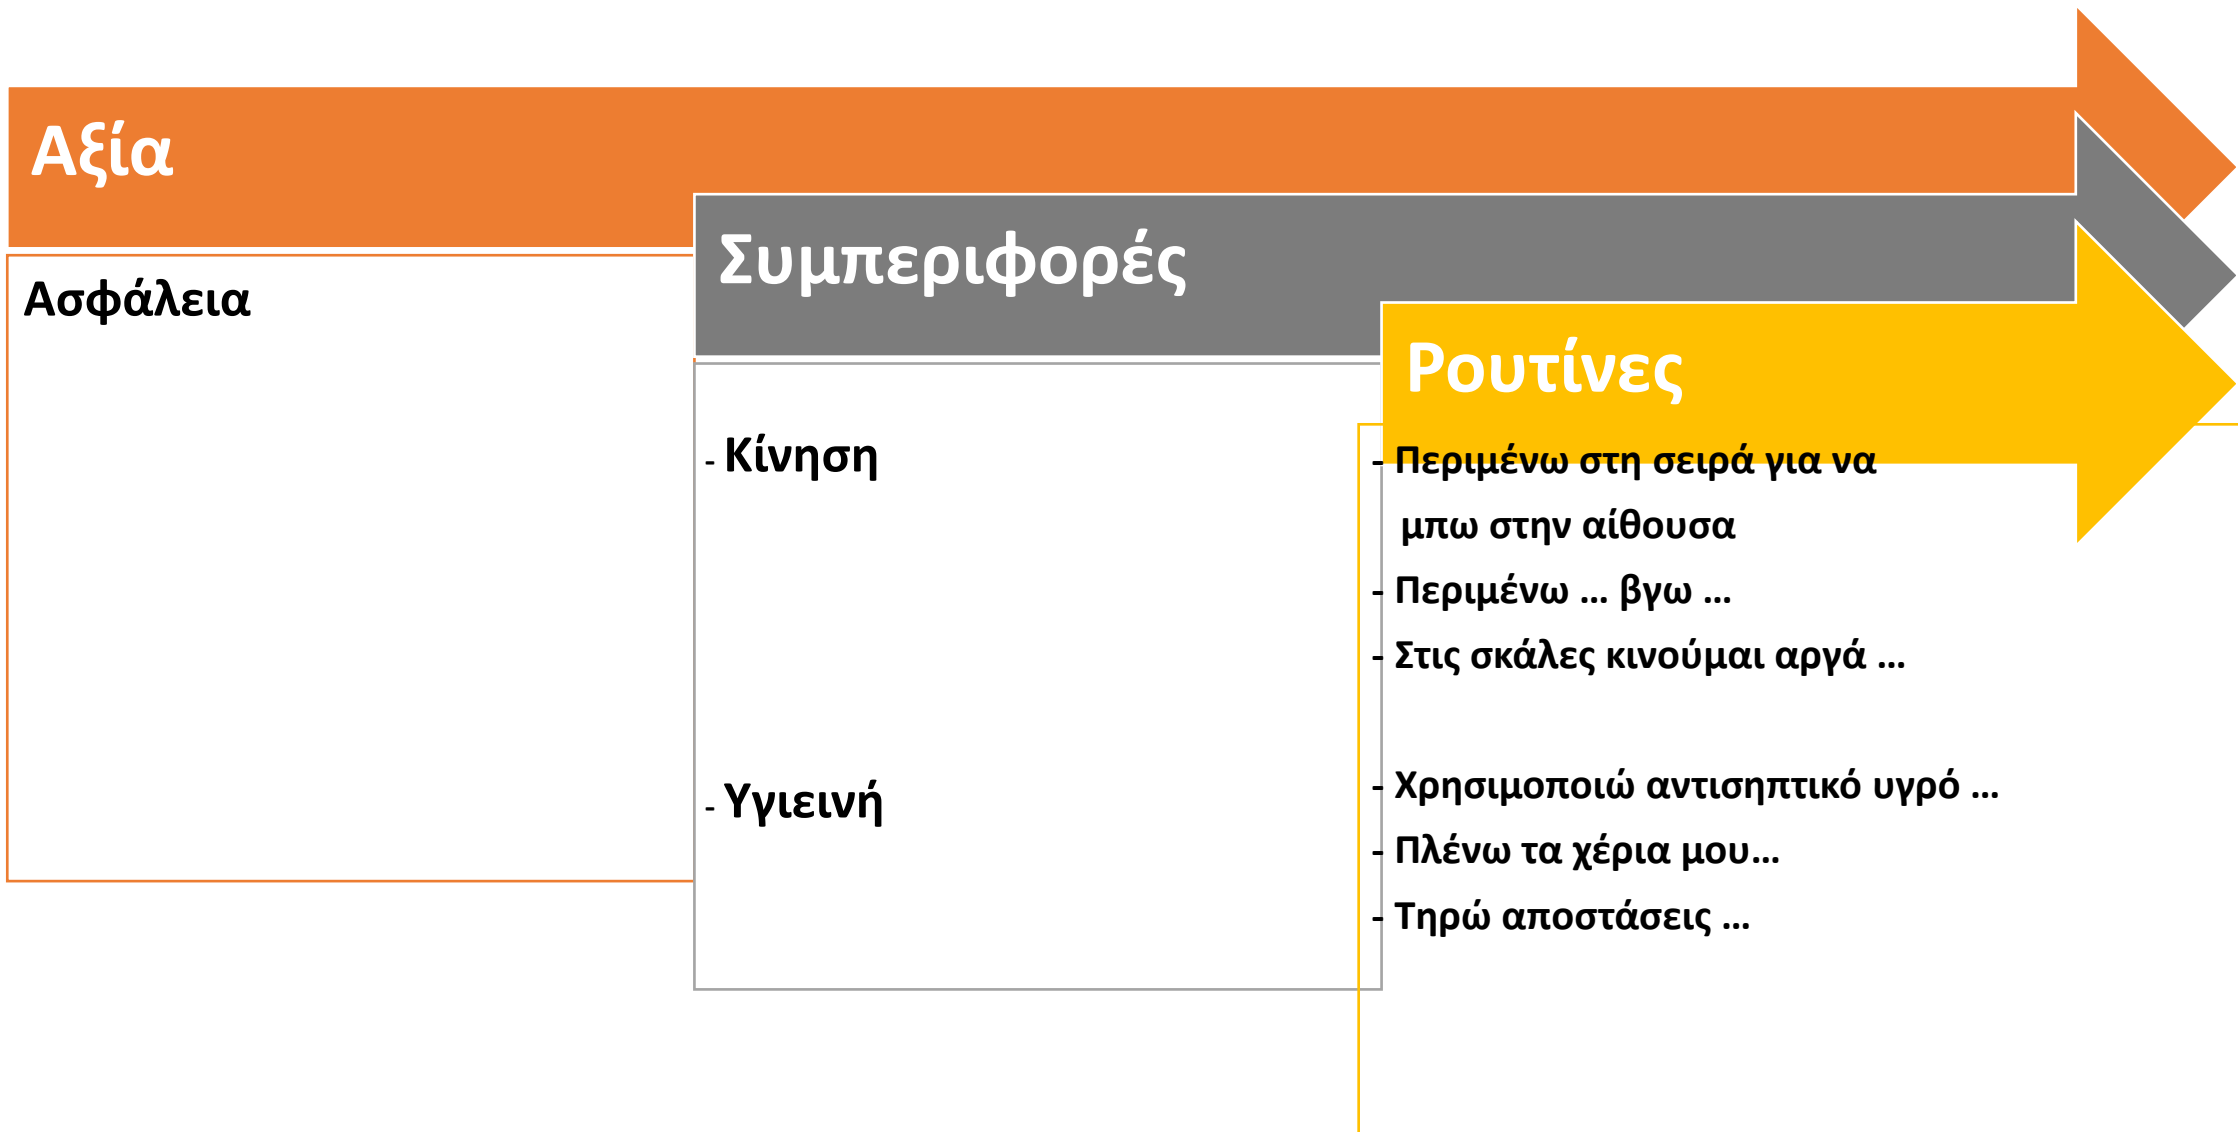 Αξία
Ασφάλεια
Συμπεριφορές
- Κίνηση
- Υγιεινή
Ρουτίνες
- Περιμένω στη σειρά για να
μπω στην αίθουσα
- Περιμένω ... βγω ...
- Στις σκάλες κινούμαι αργά ...
- Χρησιμοποιώ αντισηπτικό υγρό ...
- Πλένω τα χέρια μου...
- Τηρώ αποστάσεις ...